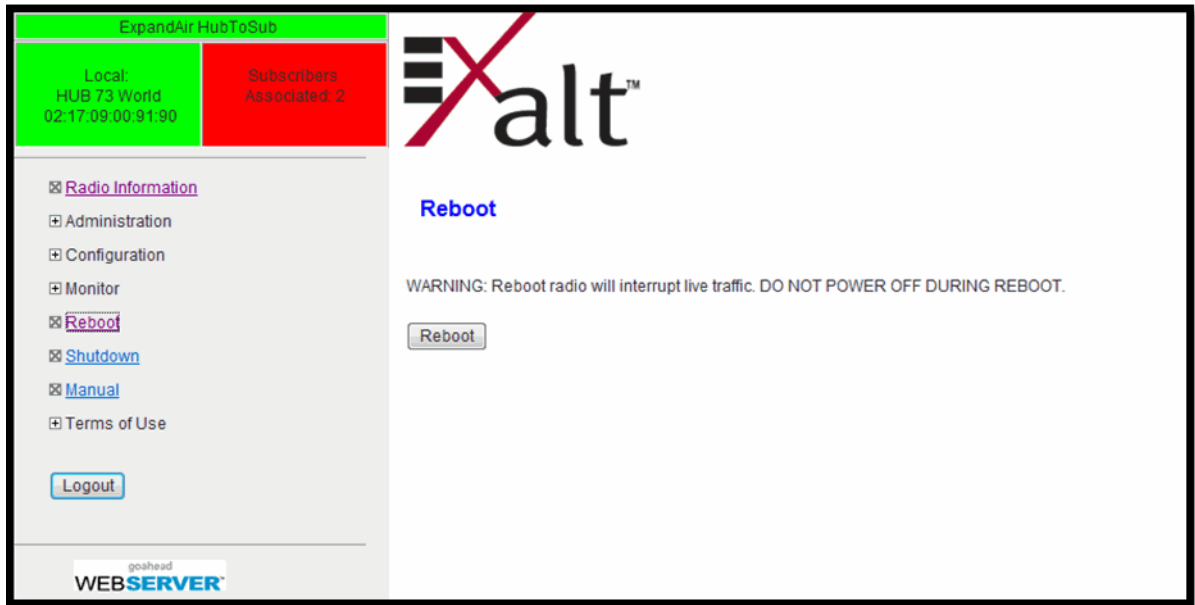 ExpandAir HubToSub
Local:
HUB 73 World
02:17:09:00:91:90
Subscribers
Associated: 2
Exalt™
Radio Information
Administration
Configuration
Monitor
Reboot
Shutdown
Manual
Terms of Use
Logout
goahead
WEBSERVER
Reboot
WARNING: Reboot radio will interrupt live traffic. DO NOT POWER OFF DURING REBOOT.
Reboot